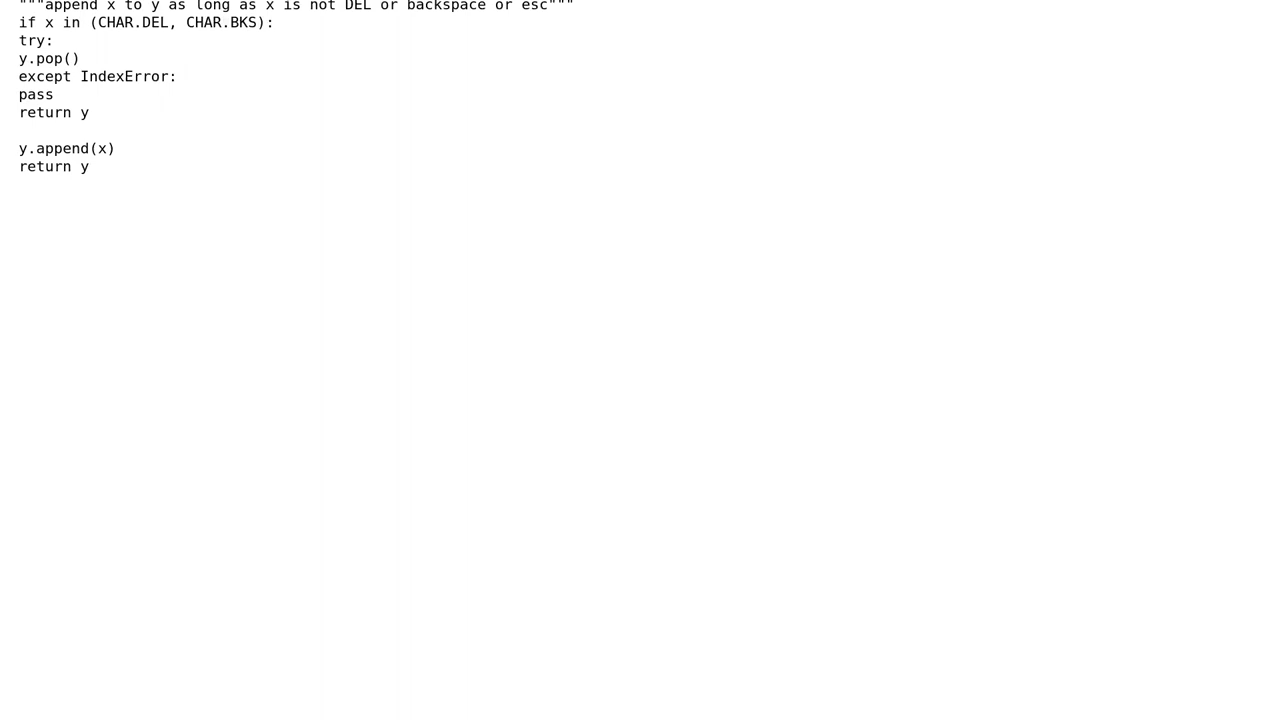 """append x to y as long as x is not DEL or backspace or esc"""
if x in (CHAR.DEL, CHAR.BKS):
try:
y.pop()
except IndexError:
pass
return y

y.append(x)
return y